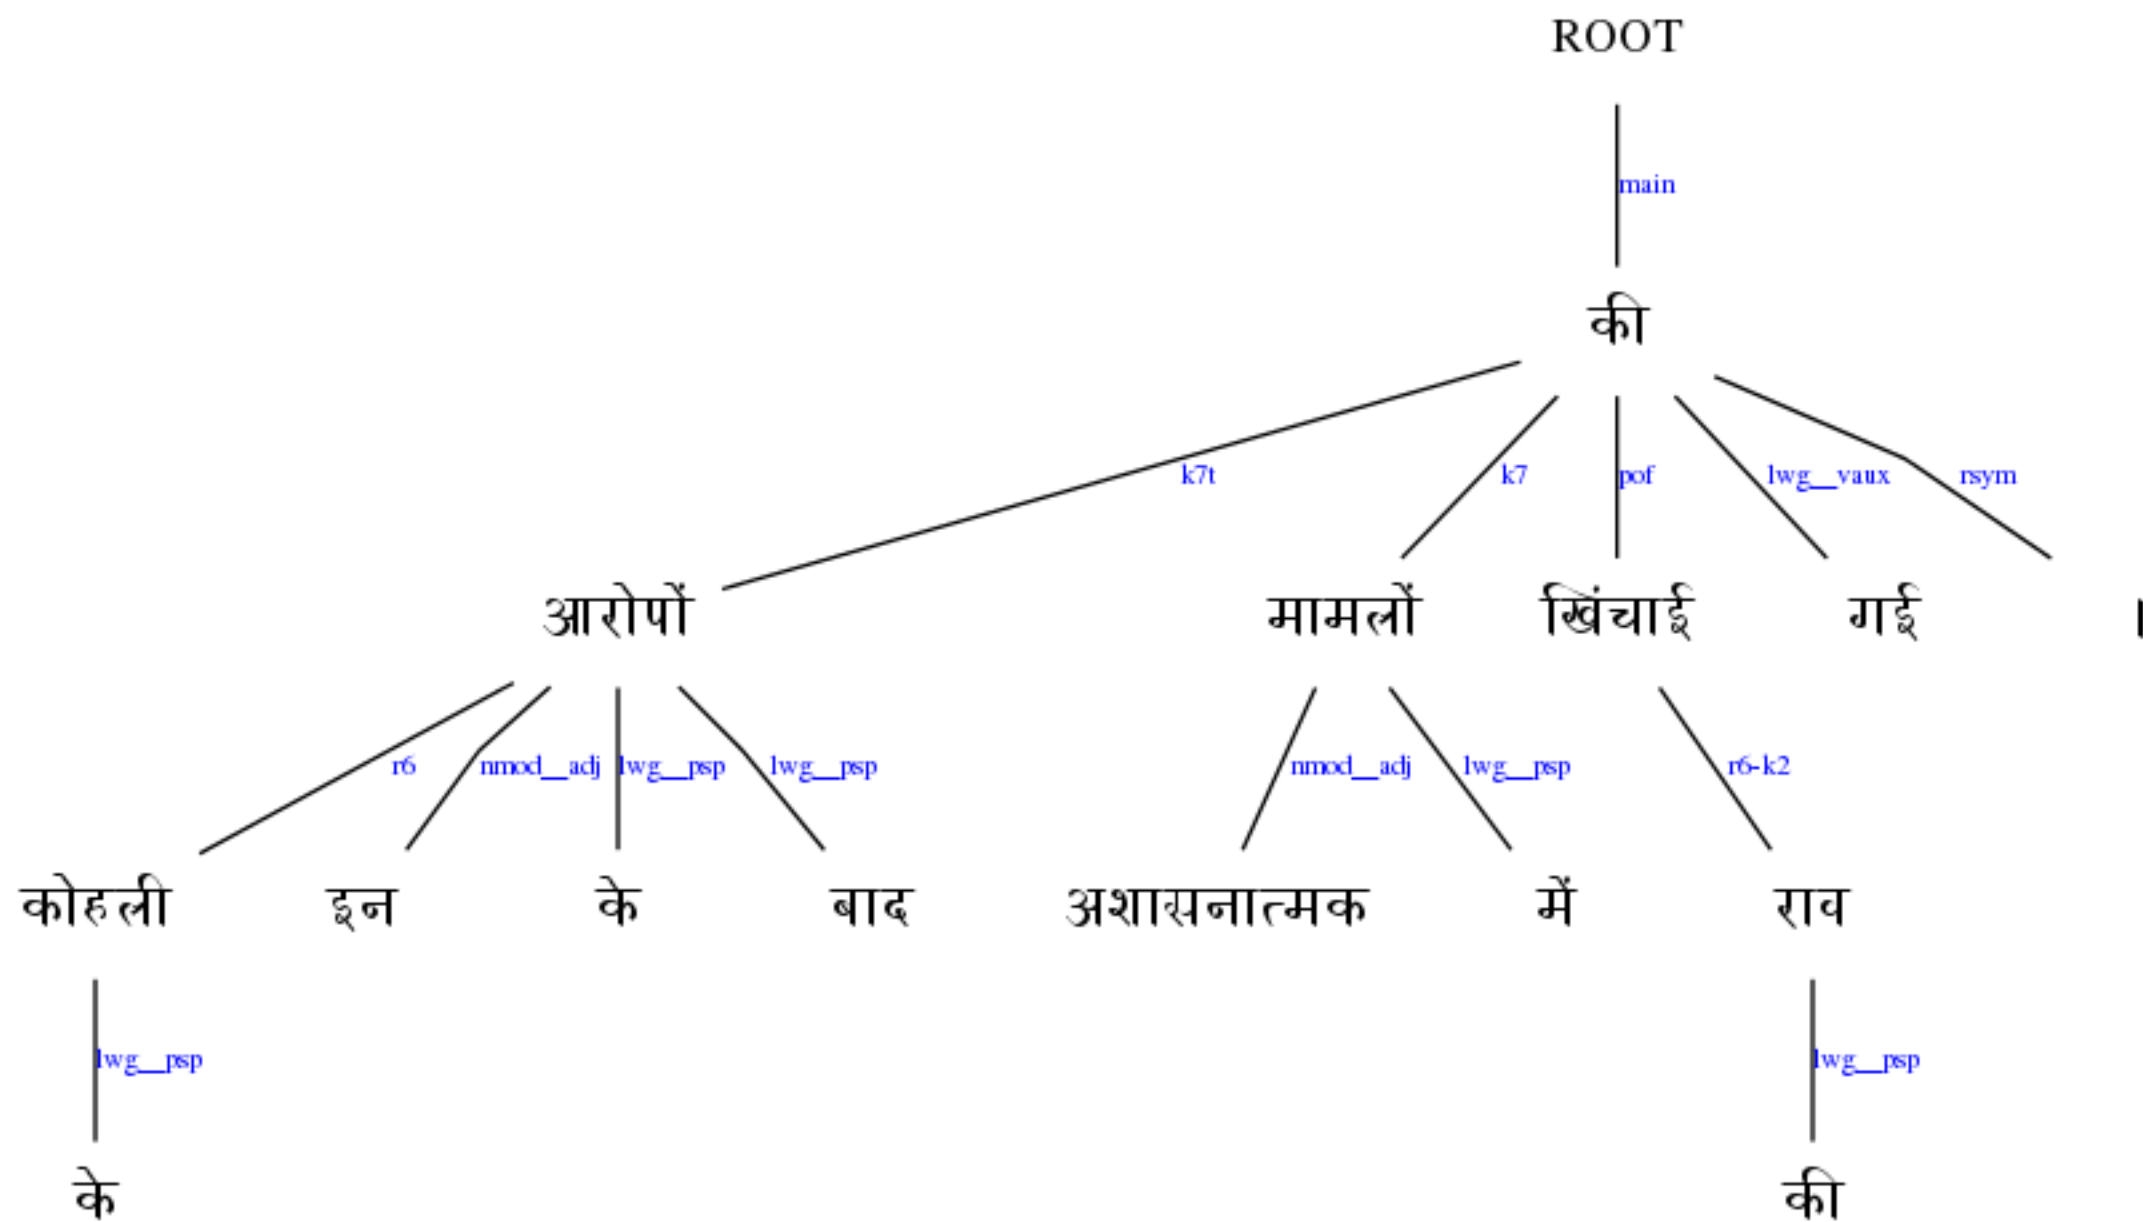 ROOT
main
की
k7t k7 pof lwg__vaux rsym
आरोपों मामलों खिंचाई गई ।
r6 nmod__adj lwg__psp lwg__psp nmod__adj lwg__psp r6-k2
कोहली इन के बाद अशासनात्मक में राव
lwg__psp lwg__psp
के की